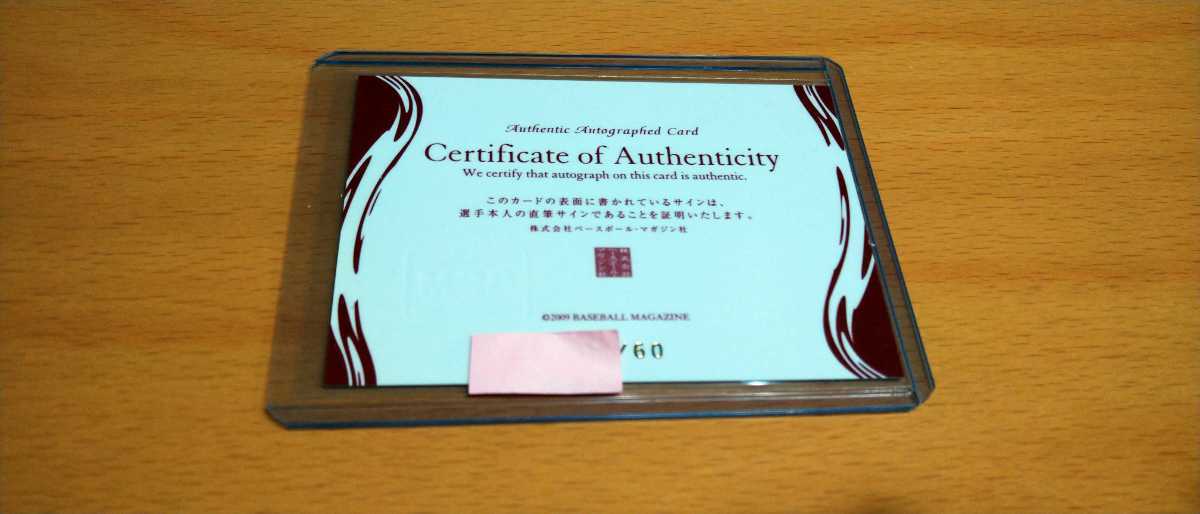 Authentic Autographed Card
Certificate of Authenticity
We certify that autograph on this card is authentic.
このカードの表面に書かれているサインは、
選手本人の直筆サインであることを証明いたします。
株式会社ベースボール・マガジン社
©2009 BASEBALL MAGAZINE
/60